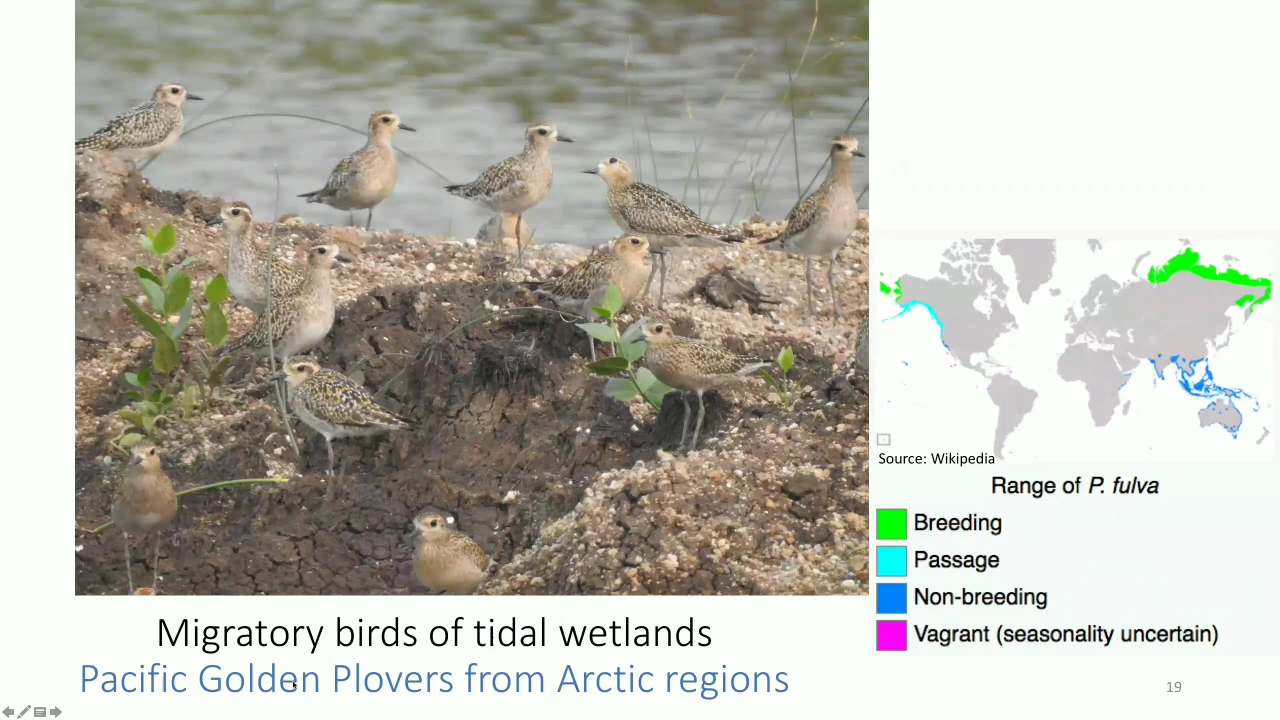 Source: Wikipedia
Range of P. fulva
Breeding
Passage
Non-breeding
Vagrant (seasonality uncertain)
Migratory birds of tidal wetlands
Pacific Golden Plovers from Arctic regions
19